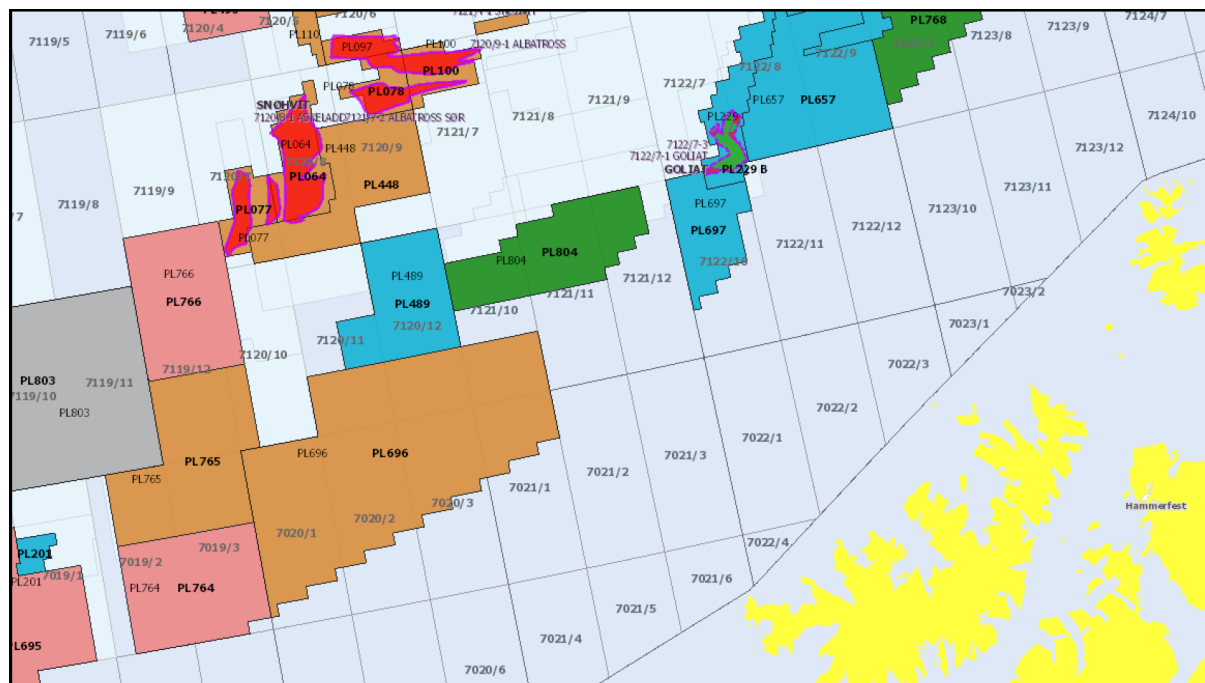 7120/6
7120/5
7120/4
7119/6
7119/5
PL110
PL097
PL100
7120/9-1 ALBATROSS
PL100
PL078
PL078
SNØHVIT
7121/7-2 ALBATROSS SØR
7121/7
7121/8
7121/9
7122/7
7122/8
7122/9
PL657
PL657
PL768
7123/8
7123/9
7124/7
7124/10
7123/12
7123/11
7123/10
PL229
7122/7-3
7122/7-1 GOLIAT
GOLIAT
PL229 B
PL697
PL697
7122/10
7122/11
7122/12
PL064
PL448
7120/9
PL064
PL448
7119/9
7119/8
PL077
PL077
PL766
PL766
PL489
PL489
7120/12
7120/11
7120/10
PL804
PL804
7121/10
7121/11
7121/12
7023/2
7023/1
7022/3
7022/2
7022/1
PL803
7119/11
7119/10
PL803
7119/12
PL765
PL765
PL696
PL696
7021/3
7021/2
7021/1
7020/3
7020/2
7020/1
Hammerfest
PL201
PL201
7019/1
7019/2
7019/3
PL764
PL764
7022/4
7021/6
7021/5
7021/4
7020/6
PL695